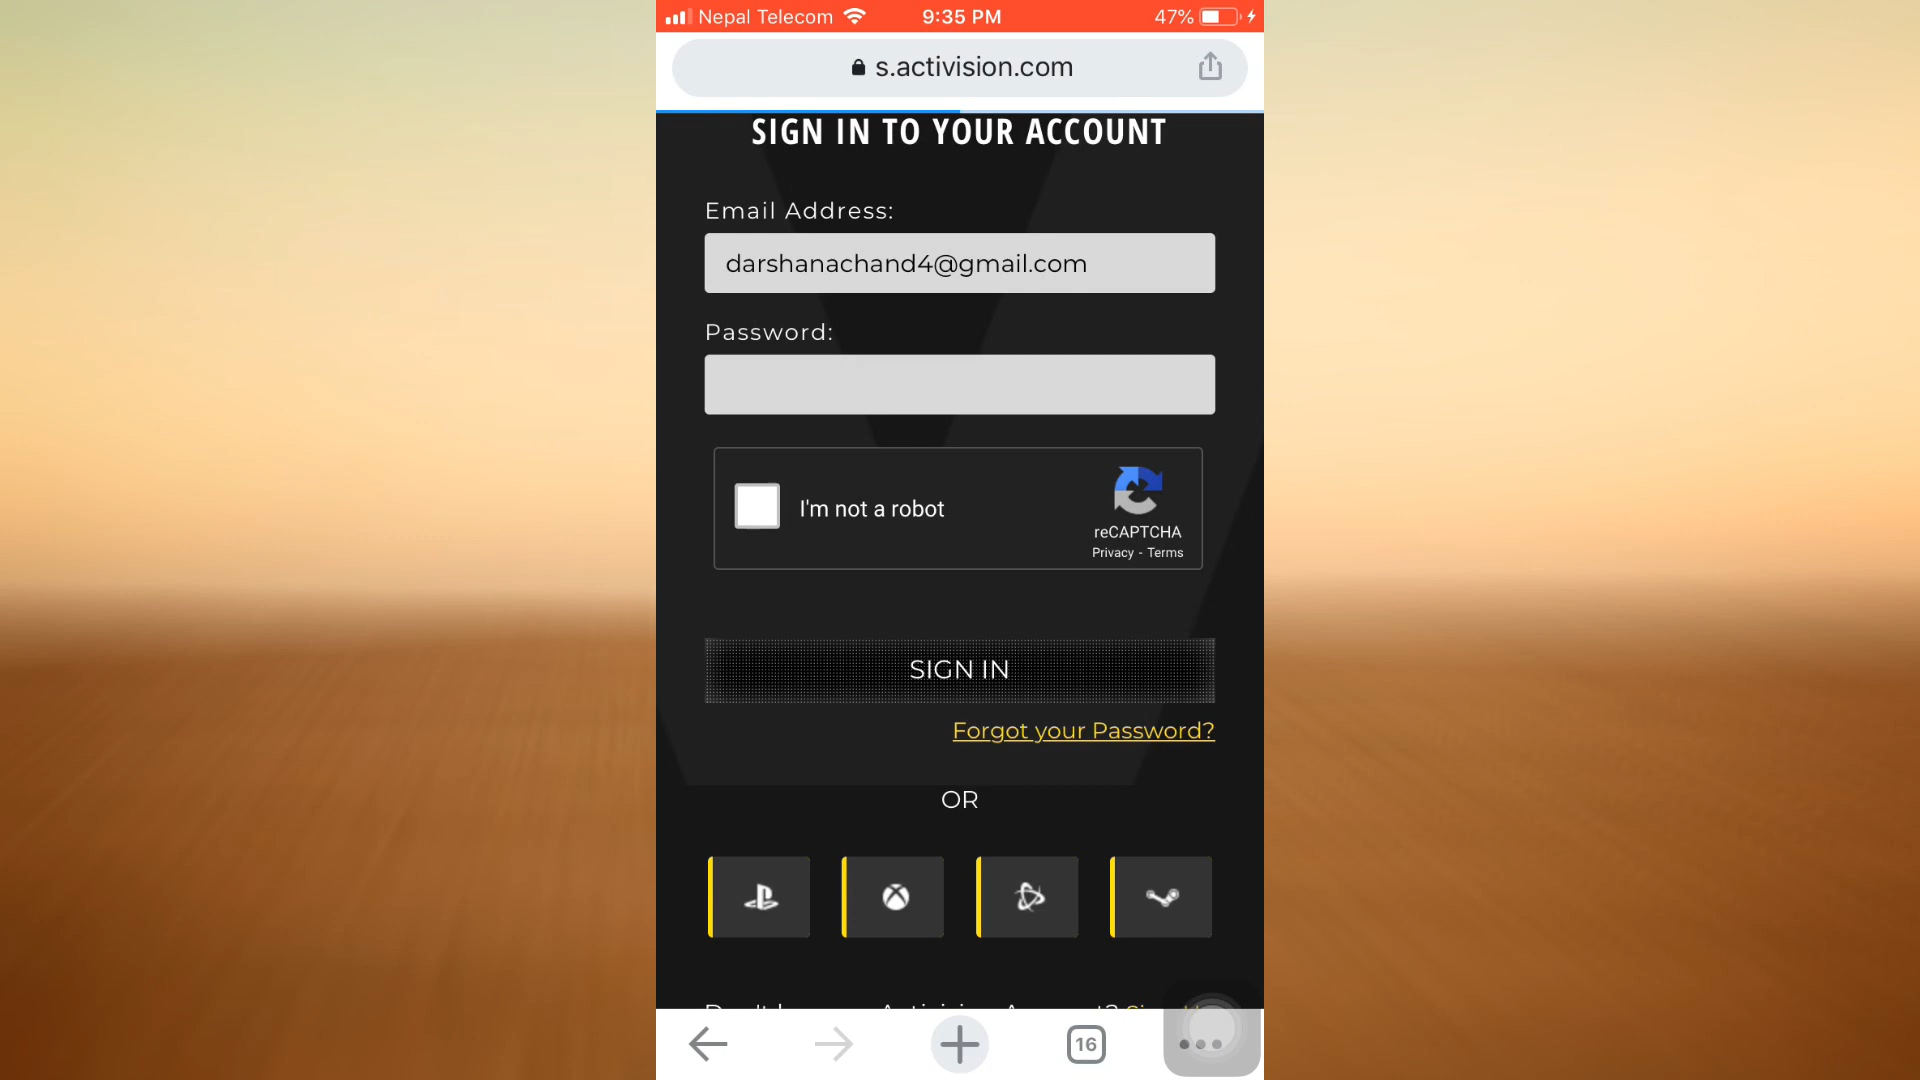 Nepal Telecom 9:35 PM 47%
s.activision.com
SIGN IN TO YOUR ACCOUNT
Email Address:
darshanachand4@gmail.com
Password:
I'm not a robot
reCAPTCHA
Privacy - Terms
SIGN IN
Forgot your Password?
OR
16